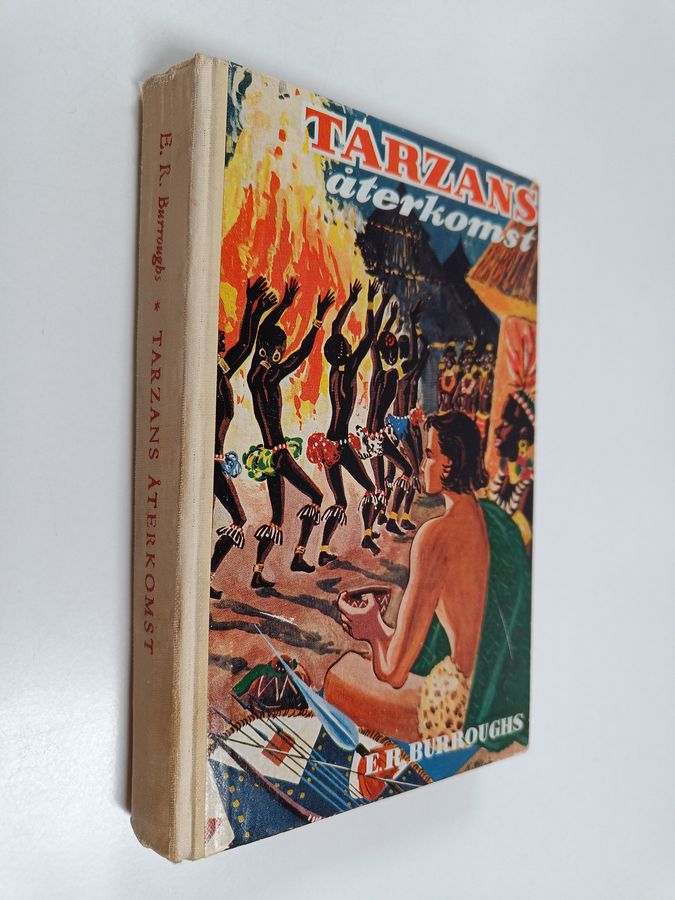 TARZANS
återkomst
E. R. BURROUGHS
E. R. Burroughs * TARZANS ÅTERKOMST